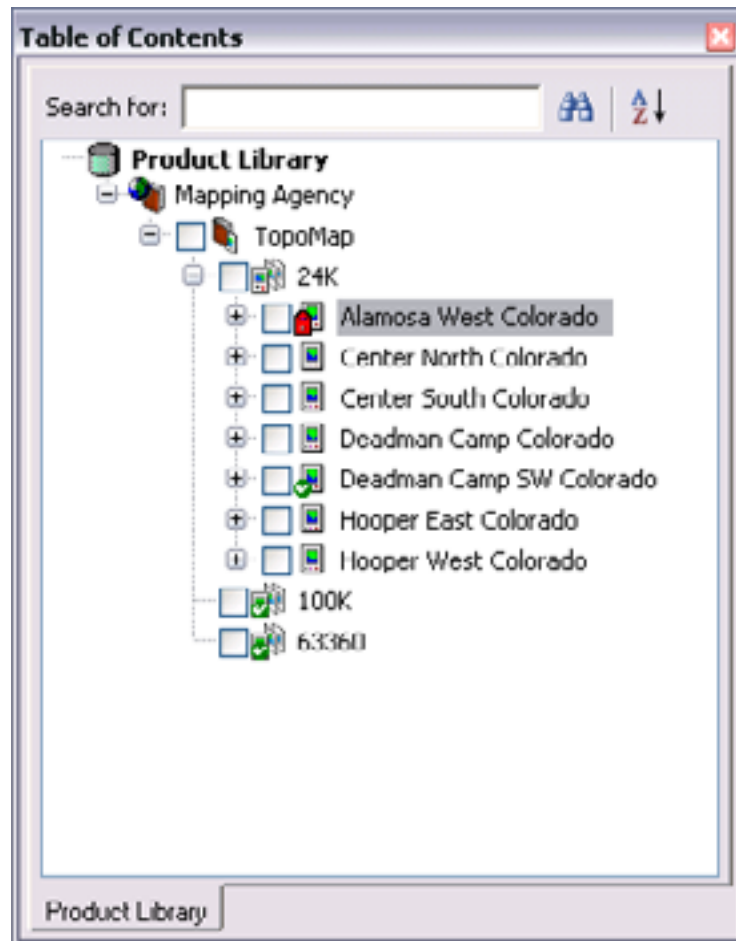 Table of Contents
Search for:
Product Library
Mapping Agency
TopoMap
24K
Alamosa West Colorado
Center North Colorado
Center South Colorado
Deadman Camp Colorado
Deadman Camp SW Colorado
Hooper East Colorado
Hooper West Colorado
100K
63360
Product Library